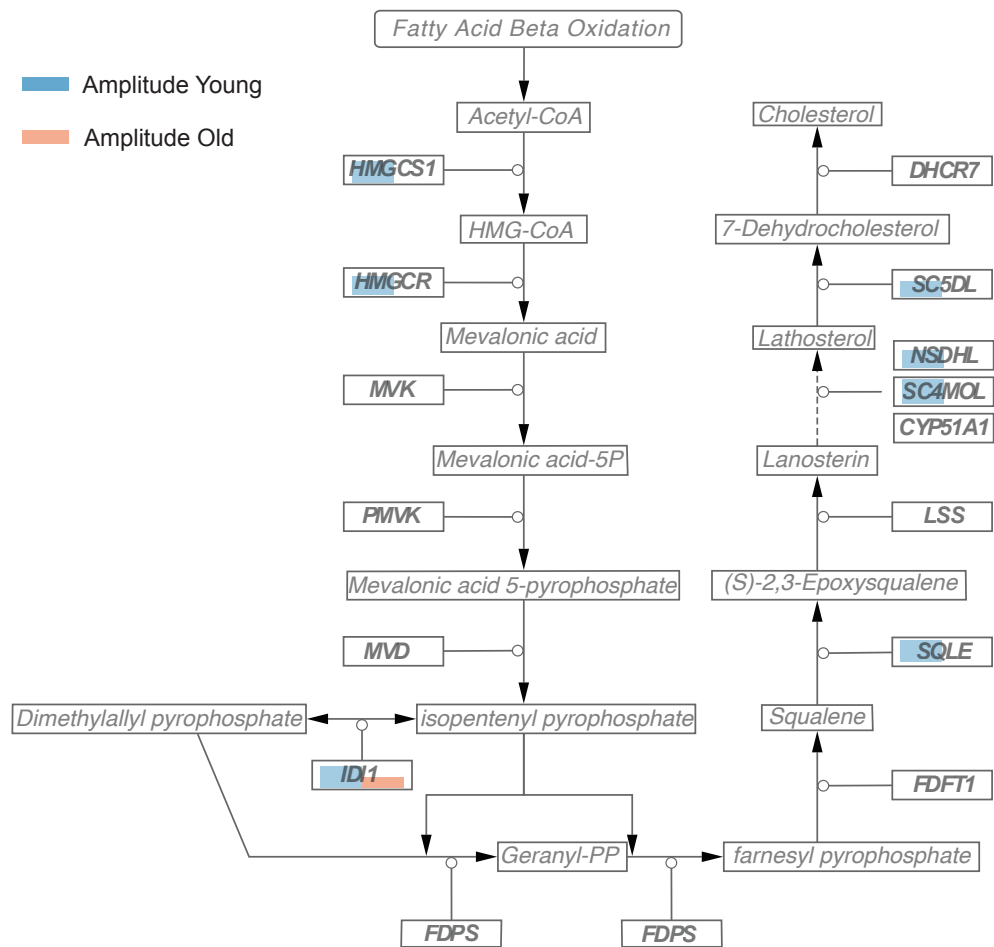 Fatty Acid Beta Oxidation
Amplitude Young
Amplitude Old
Acetyl-CoA
HMGCS1
HMG-CoA
HMGCR
Mevalonic acid
MVK
Mevalonic acid-5P
PMVK
Mevalonic acid 5-pyrophosphate
MVD
Dimethylallyl pyrophosphate
isopentenyl pyrophosphate
IDI1
Geranyl-PP
FDPS
FDPS
farnesyl pyrophosphate
FDFT1
Squalene
SQLE
(S)-2,3-Epoxysqualene
LSS
Lanosterin
NSDHL
SC4MOL
CYP51A1
Lathosterol
SC5DL
7-Dehydrocholesterol
DHCR7
Cholesterol